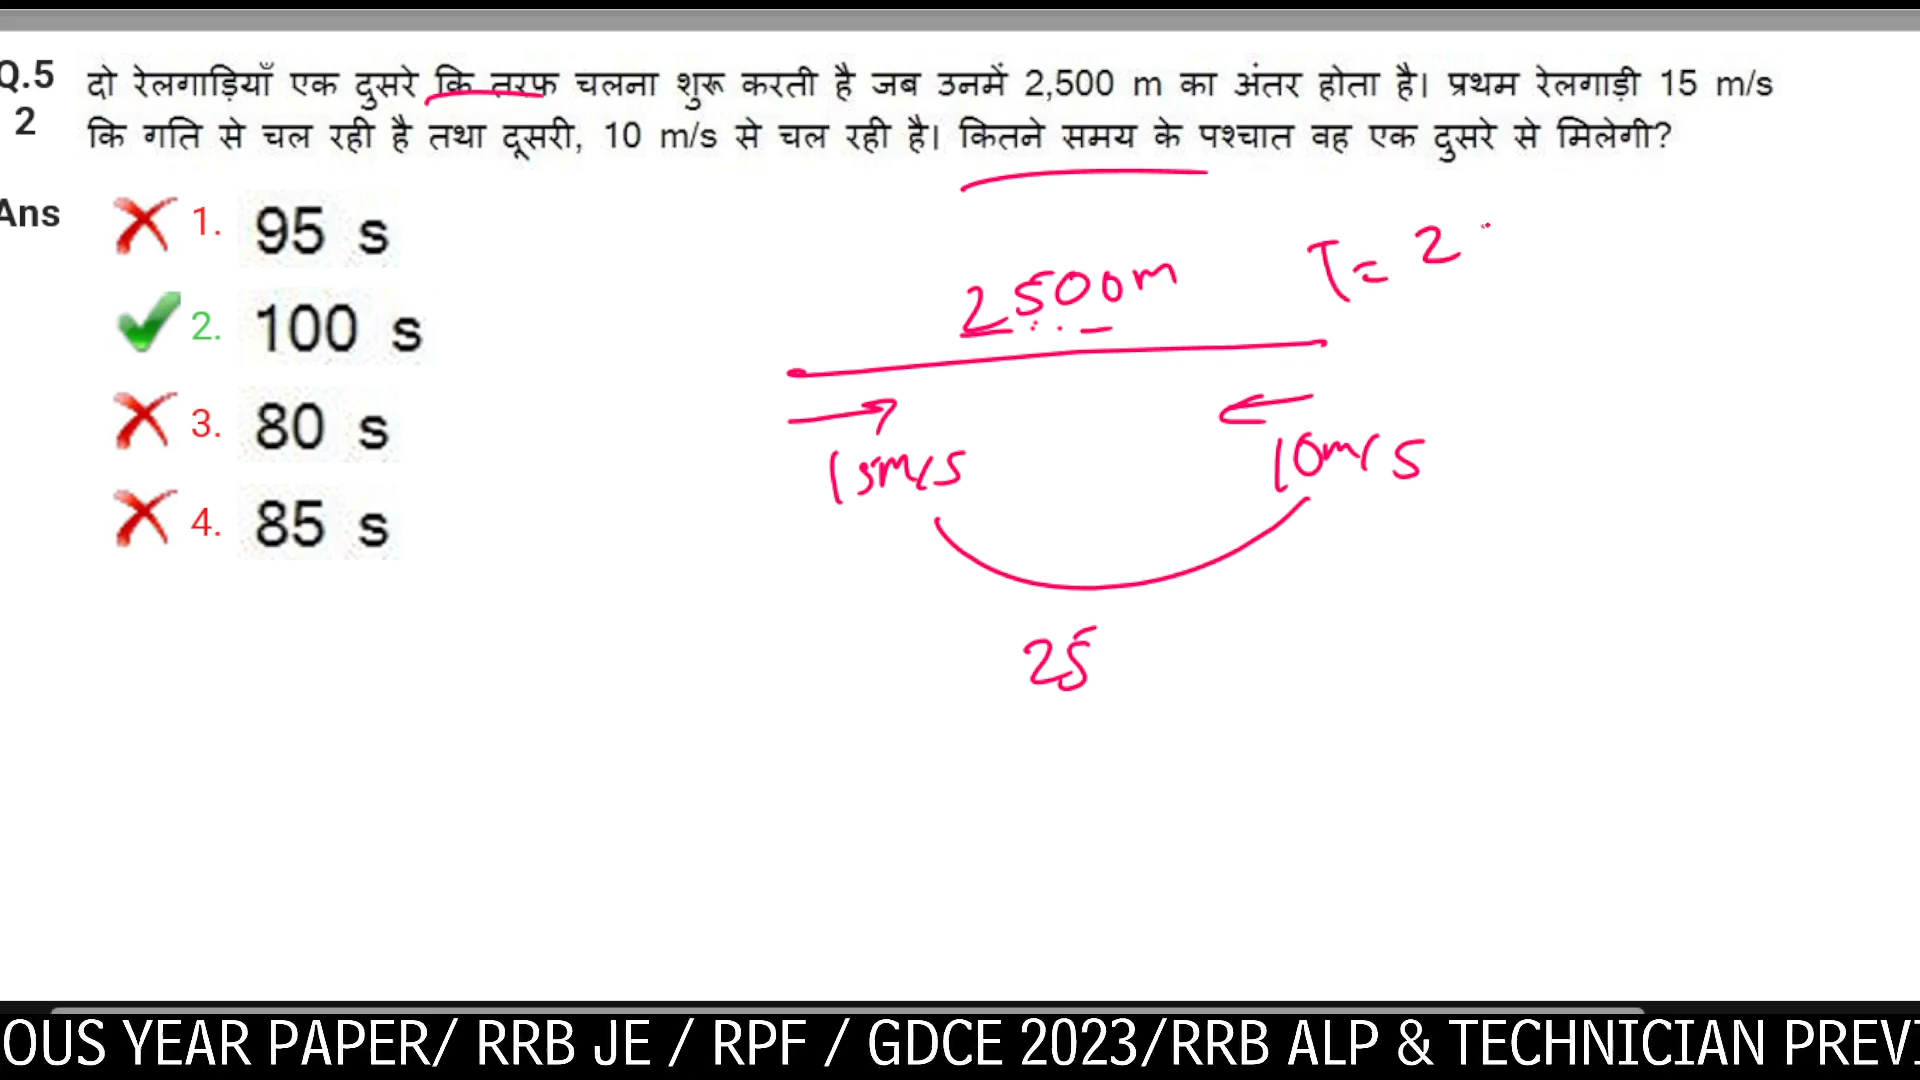 Q.5 दो रेलगाड़ियाँ एक दुसरे कि तरफ चलना शुरू करती है जब उनमें 2,500 m का अंतर होता है। प्रथम रेलगाड़ी 15 m/s
2 कि गति से चल रही है तथा दूसरी, 10 m/s से चल रही है। कितने समय के पश्चात वह एक दुसरे से मिलेगी?
Ans 1. 95 s
2. 100 s
3. 80 s
4. 85 s
T = 2
2500m
15m/s 10m/s
25
OUS YEAR PAPER/ RRB JE / RPF / GDCE 2023/RRB ALP & TECHNICIAN PREVI